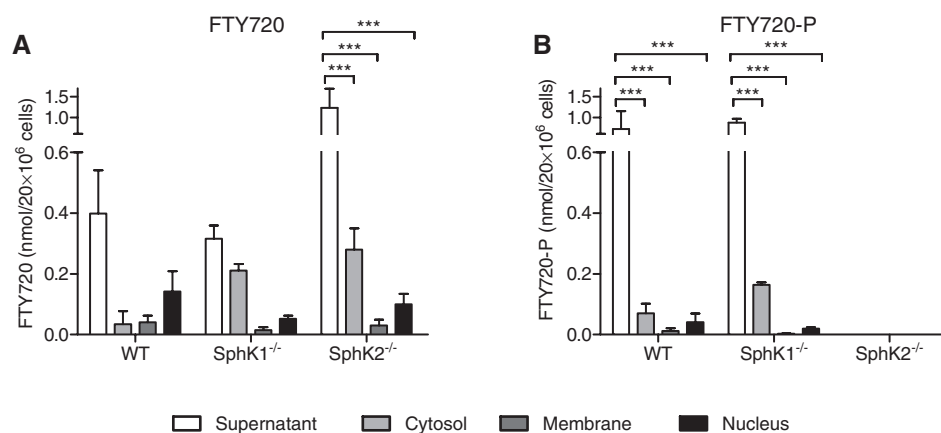 A
FTY720
***
***
***
FTY720 (nmol/20×10⁶ cells)
1.5
1.0
0.6
0.4
0.2
0.0
WT
SphK1⁻/⁻
SphK2⁻/⁻
B
FTY720-P
***
***
***
***
***
***
FTY720-P (nmol/20×10⁶ cells)
1.5
1.0
0.6
0.4
0.2
0.0
WT
SphK1⁻/⁻
SphK2⁻/⁻
Supernatant
Cytosol
Membrane
Nucleus